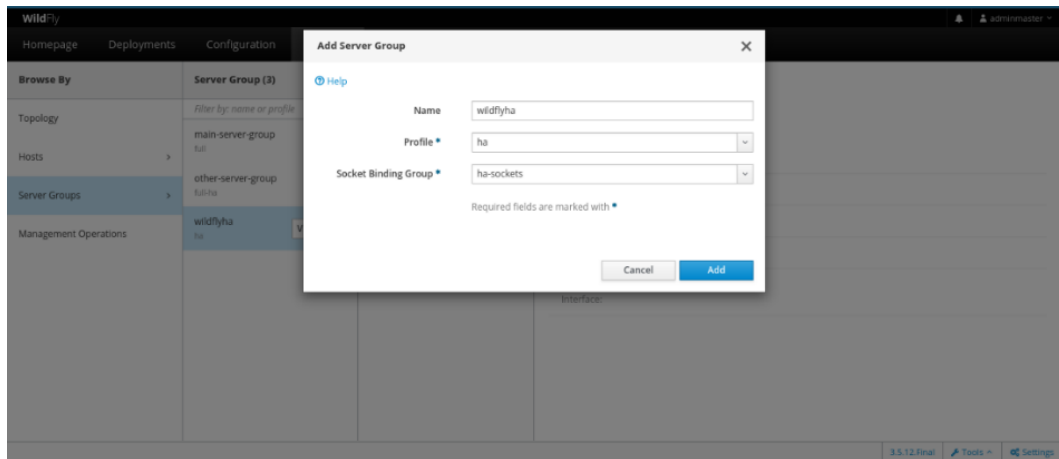 WildFly
adminmaster
Homepage Deployments Configuration
Browse By
Topology
Hosts
Server Groups
Management Operations
Server Group (3)
Filter by: name or profile
main-server-group
full
other-server-group
full-ha
wildflyha
ha
V
Add Server Group
Help
Name wildflyha
Profile * ha
Socket Binding Group * ha-sockets
Required fields are marked with *
Cancel Add
Interface:
3.5.12.Final Tools Settings